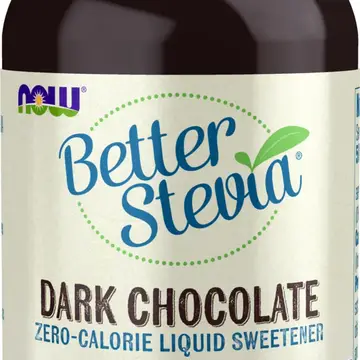 NOW
Better
Stevia®
DARK CHOCOLATE
ZERO-CALORIE LIQUID SWEETENER